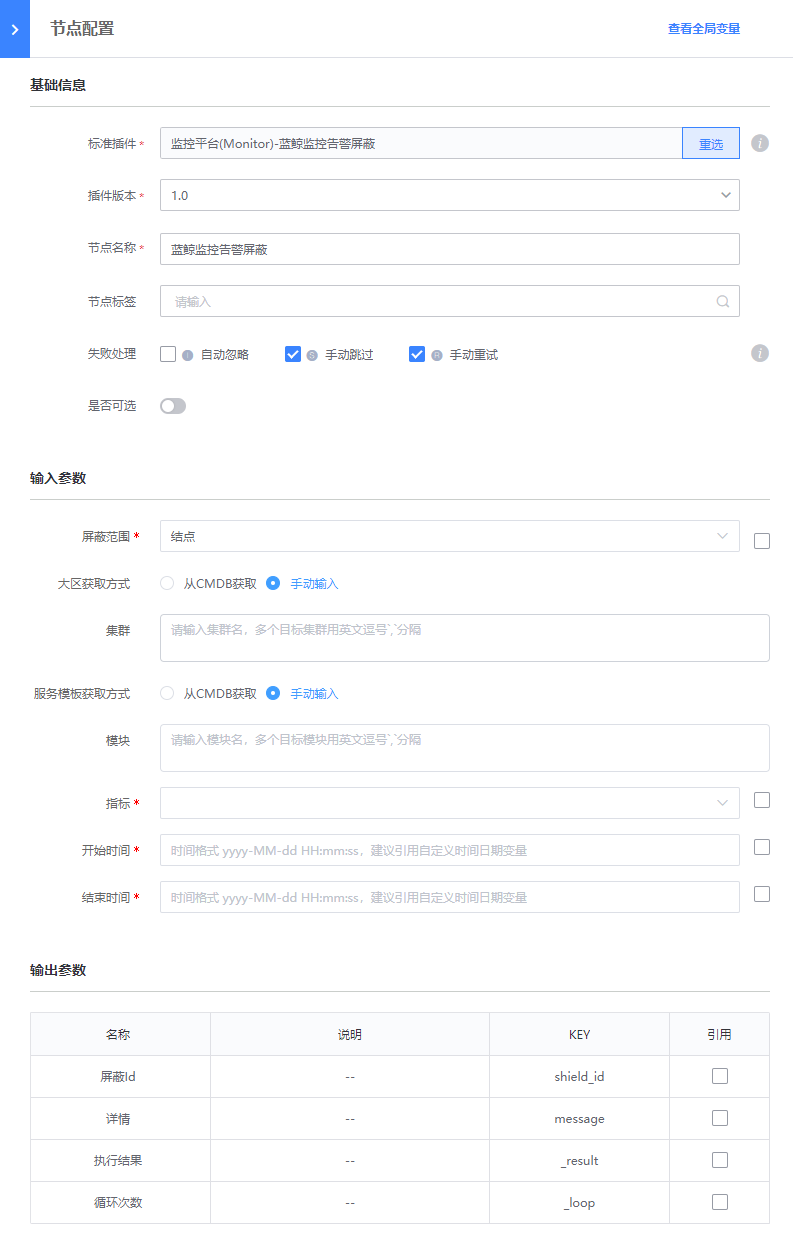 节点配置
查看全局变量
基础信息
标准插件 *
监控平台(Monitor)-蓝鲸监控告警屏蔽
重选
插件版本 *
1.0
节点名称 *
蓝鲸监控告警屏蔽
节点标签
请输入
失败处理
自动忽略
手动跳过
手动重试
是否可选
输入参数
屏蔽范围 *
结点
大区获取方式
从CMDB获取 手动输入
集群
请输入集群名，多个目标集群用英文逗号`,`分隔
服务模板获取方式
从CMDB获取 手动输入
模块
请输入模块名，多个目标模块用英文逗号`,`分隔
指标 *
开始时间 *
时间格式 yyyy-MM-dd HH:mm:ss，建议引用自定义时间日期变量
结束时间 *
时间格式 yyyy-MM-dd HH:mm:ss，建议引用自定义时间日期变量
输出参数
名称 说明 KEY 引用
屏蔽Id -- shield_id
详情 -- message
执行结果 -- _result
循环次数 -- _loop